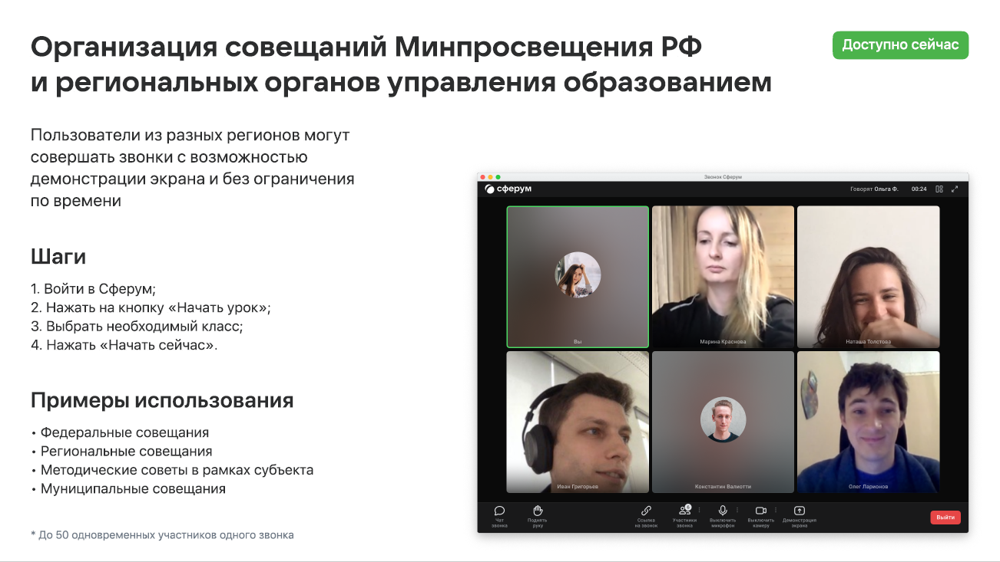 Организация совещаний Минпросвещения РФ
и региональных органов управления образованием
Доступно сейчас
Пользователи из разных регионов могут
совершать звонки с возможностью
демонстрации экрана и без ограничения
по времени
Шаги
1. Войти в Сферум;
2. Нажать на кнопку «Начать урок»;
3. Выбрать необходимый класс;
4. Нажать «Начать сейчас».
Примеры использования
• Федеральные совещания
• Региональные совещания
• Методические советы в рамках субъекта
• Муниципальные совещания
* До 50 одновременных участников одного звонка
Звонок Сферум
сферум
Говорят Ольга Ф.
00:24
Вы
Марина Краснова
Наташа Толстова
Иван Григорьев
Константин Валиотти
Олег Ларионов
Чат
звонка
Поднять
руку
Ссылка
на звонок
Участники
звонка
Выключить
микрофон
Выключить
камеру
Демонстрация
экрана
Выйти